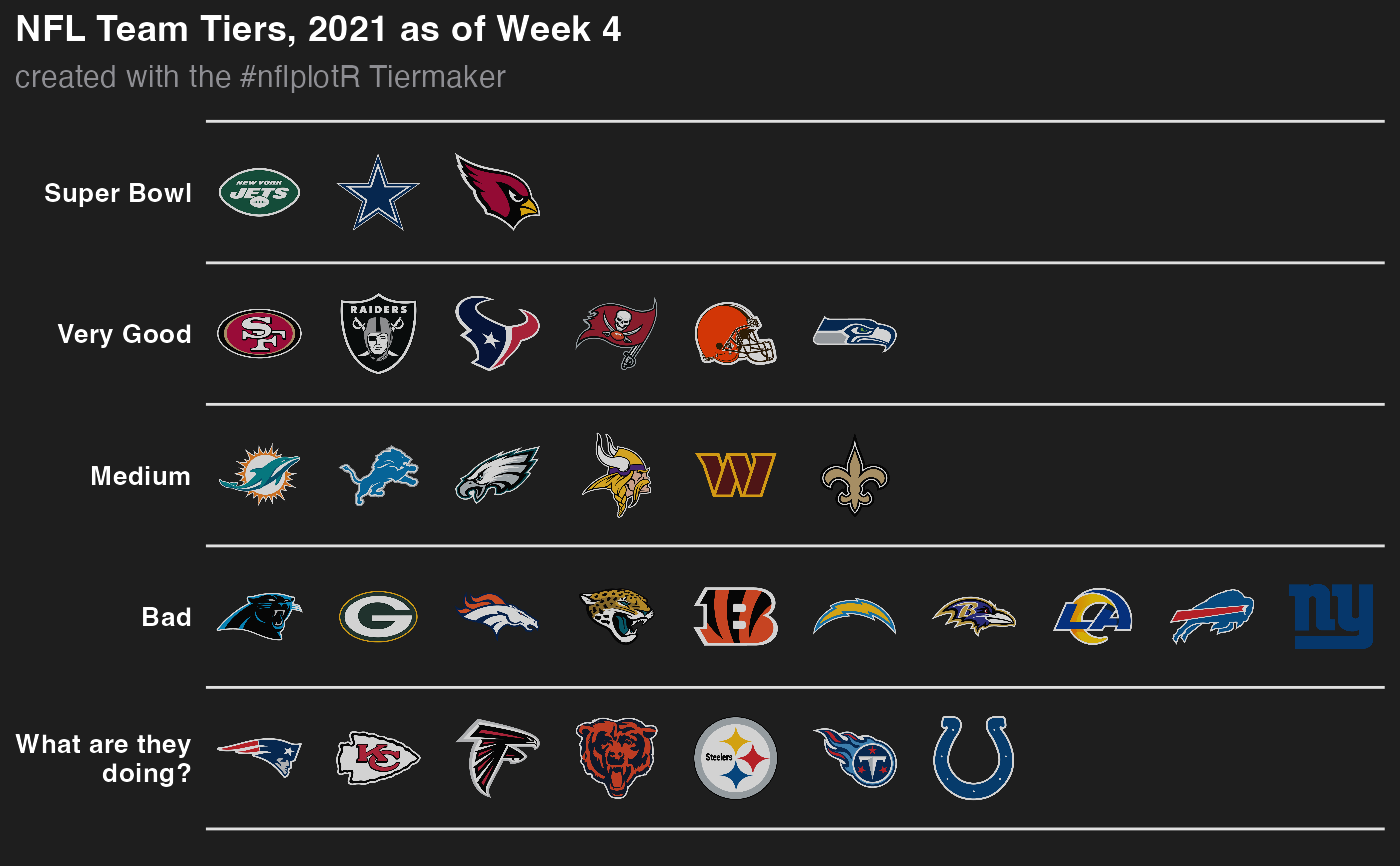 NFL Team Tiers, 2021 as of Week 4
created with the #nflplotR Tiermaker
Super Bowl
NEW YORK
JETS
Very Good
SF
RAIDERS
Medium
W
Bad
G
B
LA
ny
What are they
doing?
KC
Steelers
T